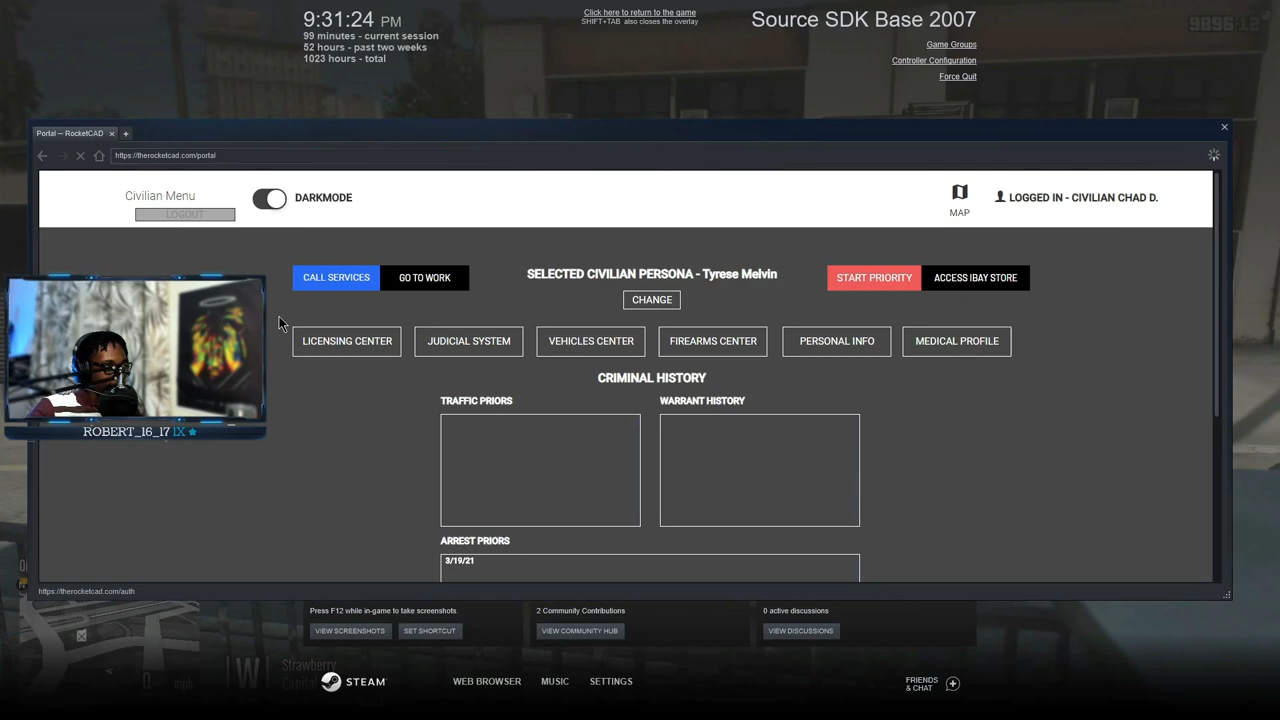 9:31:24 PM
99 minutes - current session
52 hours - past two weeks
1023 hours - total
Click here to return to the game
SHIFT+TAB also closes the overlay
Source SDK Base 2007
Game Groups
Controller Configuration
Force Quit
Portal — RocketCAD
https://therocketcad.com/portal
Civilian Menu
LOGOUT
DARKMODE
MAP
LOGGED IN - CIVILIAN CHAD D.
CALL SERVICES
GO TO WORK
SELECTED CIVILIAN PERSONA - Tyrese Melvin
CHANGE
START PRIORITY
ACCESS IBAY STORE
LICENSING CENTER
JUDICIAL SYSTEM
VEHICLES CENTER
FIREARMS CENTER
PERSONAL INFO
MEDICAL PROFILE
CRIMINAL HISTORY
TRAFFIC PRIORS
WARRANT HISTORY
ARREST PRIORS
3/19/21
ROBERT_16_17 IX
https://therocketcad.com/auth
Press F12 while in-game to take screenshots.
2 Community Contributions
0 active discussions
VIEW SCREENSHOTS
SET SHORTCUT
VIEW COMMUNITY HUB
VIEW DISCUSSIONS
0 mph
W
Strawberry
Capital
STEAM
WEB BROWSER
MUSIC
SETTINGS
FRIENDS
& CHAT